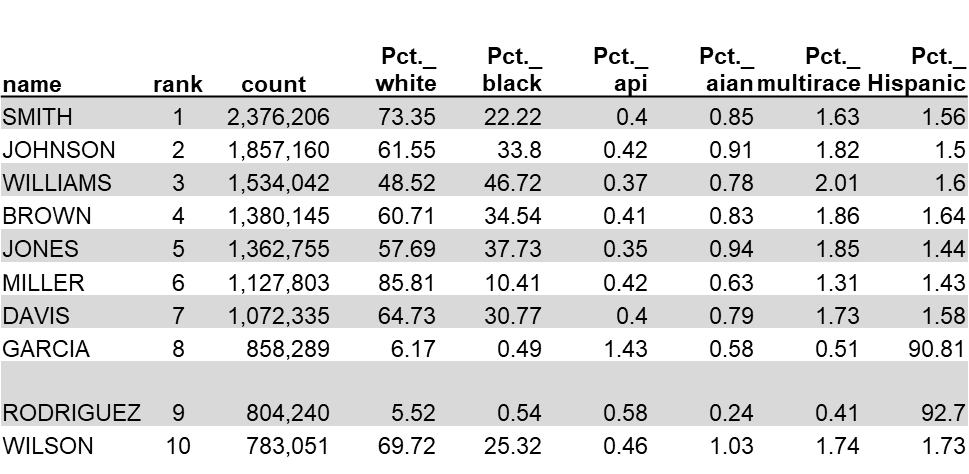 Pct._ Pct._ Pct._ Pct._ Pct._ Pct._
name rank count white black api aian multirace Hispanic
SMITH 1 2,376,206 73.35 22.22 0.4 0.85 1.63 1.56
JOHNSON 2 1,857,160 61.55 33.8 0.42 0.91 1.82 1.5
WILLIAMS 3 1,534,042 48.52 46.72 0.37 0.78 2.01 1.6
BROWN 4 1,380,145 60.71 34.54 0.41 0.83 1.86 1.64
JONES 5 1,362,755 57.69 37.73 0.35 0.94 1.85 1.44
MILLER 6 1,127,803 85.81 10.41 0.42 0.63 1.31 1.43
DAVIS 7 1,072,335 64.73 30.77 0.4 0.79 1.73 1.58
GARCIA 8 858,289 6.17 0.49 1.43 0.58 0.51 90.81
RODRIGUEZ 9 804,240 5.52 0.54 0.58 0.24 0.41 92.7
WILSON 10 783,051 69.72 25.32 0.46 1.03 1.74 1.73